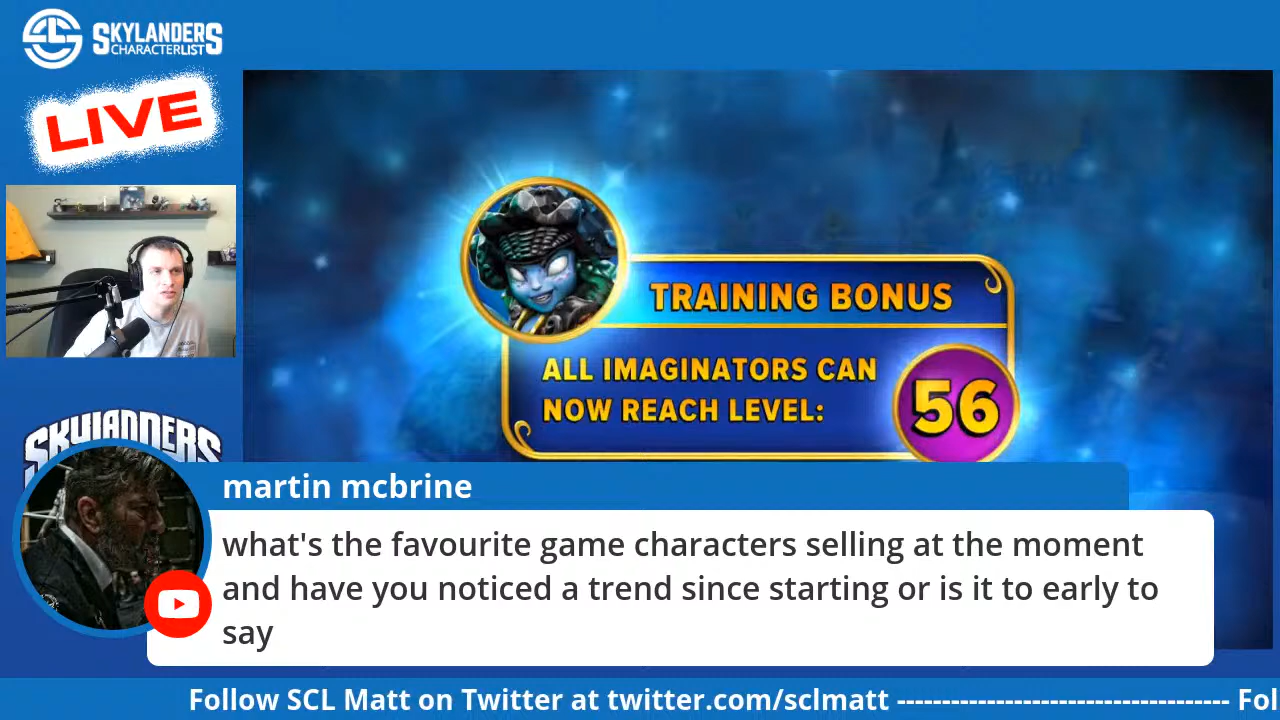 SKYLANDERS
CHARACTERLIST
LIVE
TRAINING BONUS
ALL IMAGINATORS CAN
NOW REACH LEVEL:
56
SKYLANDERS
martin mcbrine
what's the favourite game characters selling at the moment
and have you noticed a trend since starting or is it to early to
say
Follow SCL Matt on Twitter at twitter.com/sclmatt ------------------------------------ Fol